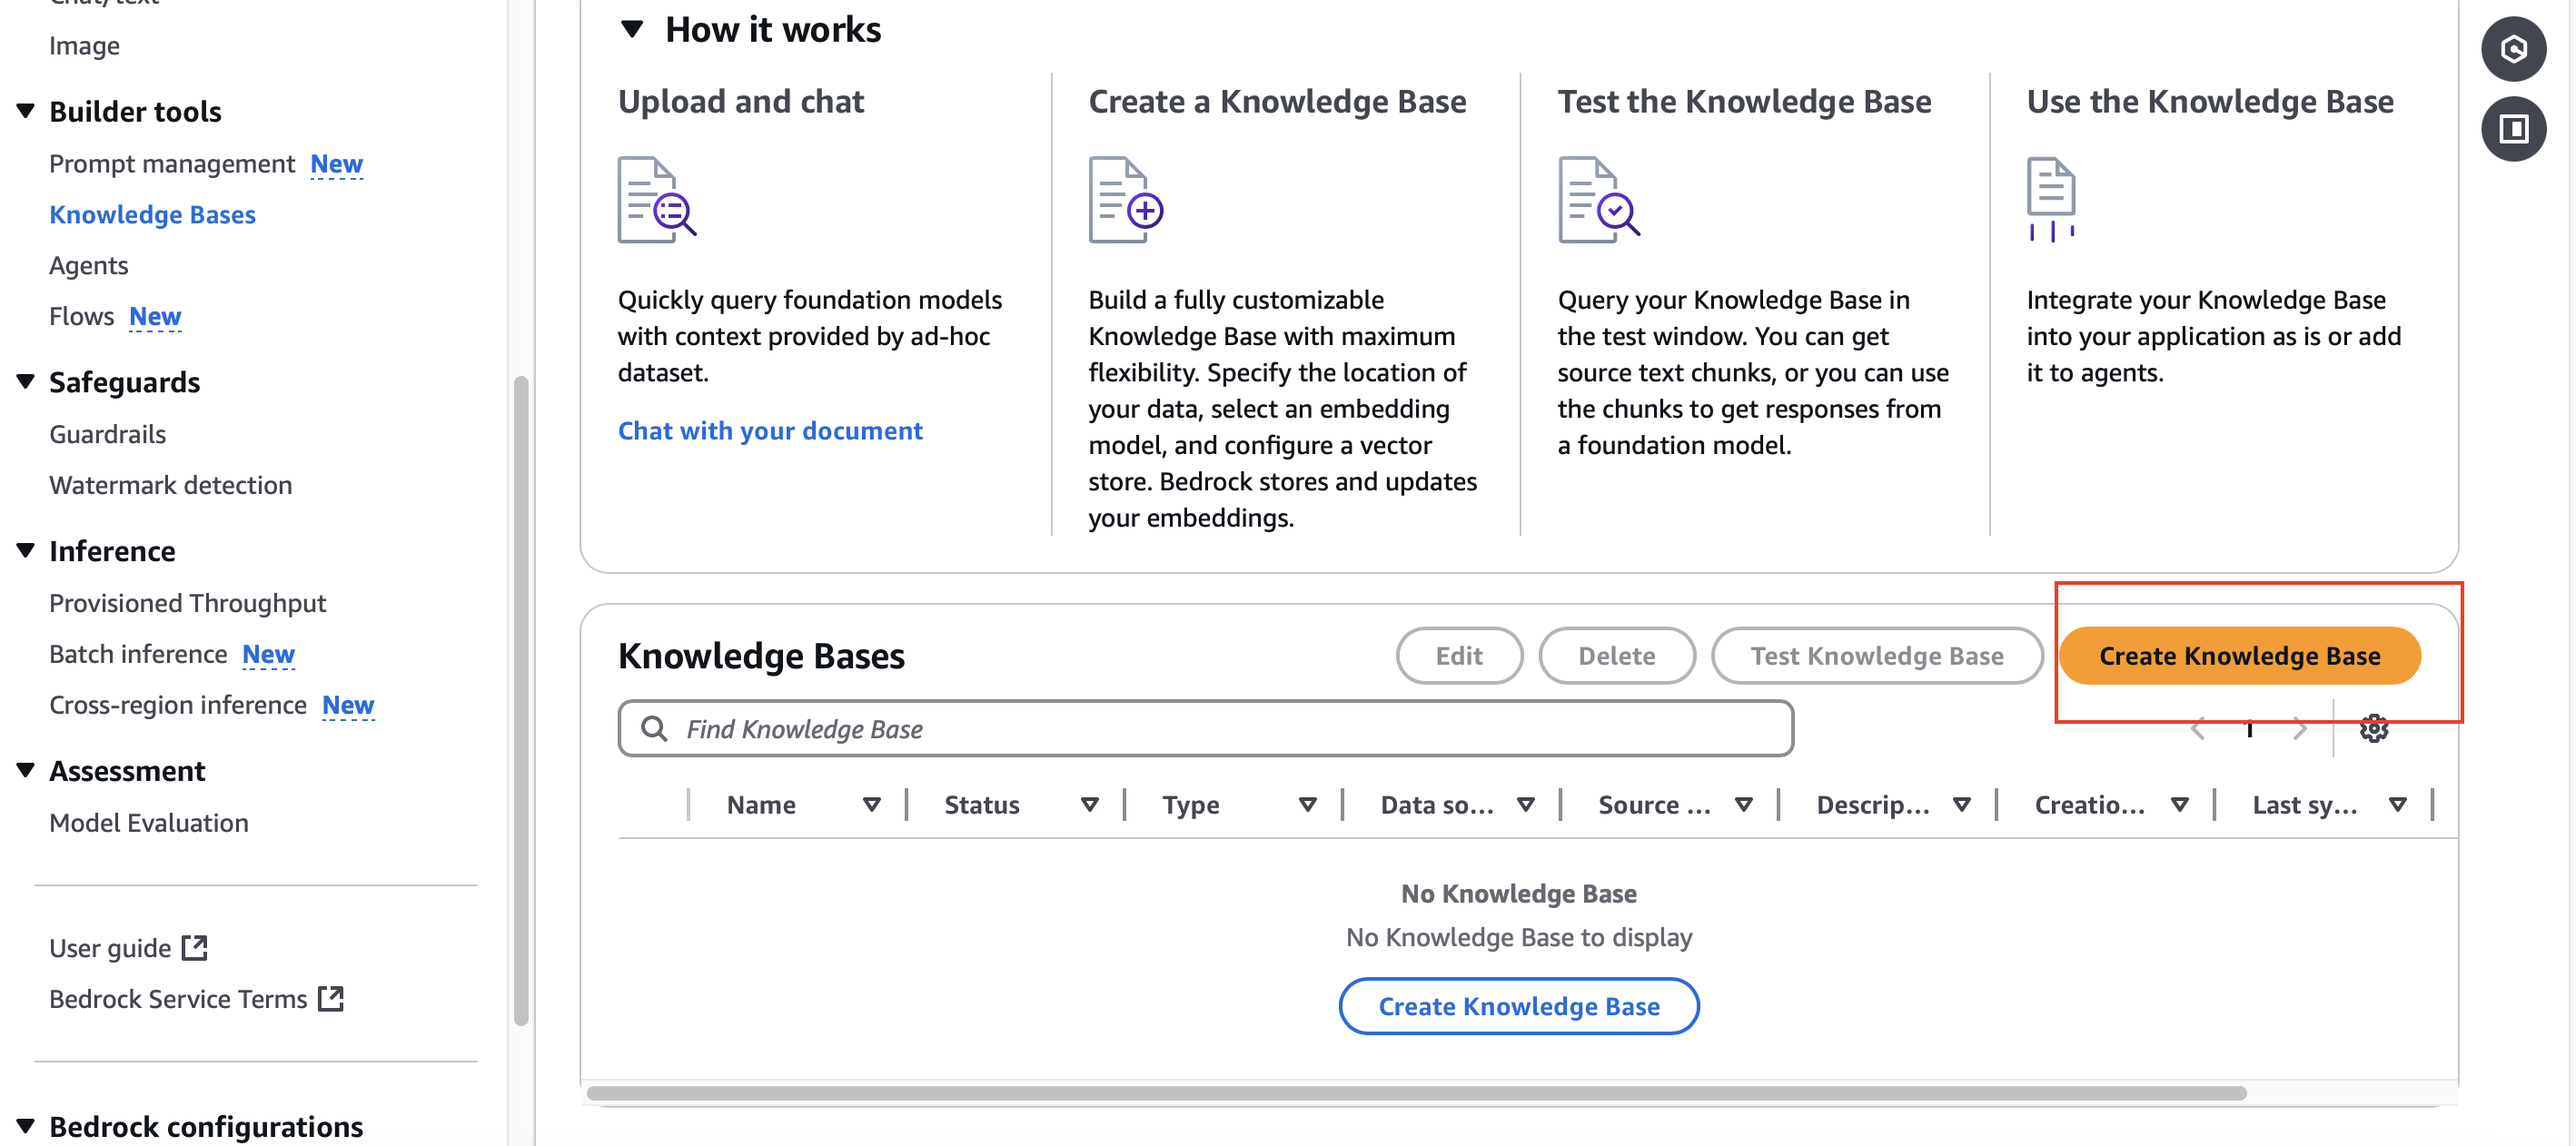 Chat/text
Image
Builder tools
Prompt management New
Knowledge Bases
Agents
Flows New
Safeguards
Guardrails
Watermark detection
Inference
Provisioned Throughput
Batch inference New
Cross-region inference New
Assessment
Model Evaluation
User guide
Bedrock Service Terms
Bedrock configurations
How it works
Upload and chat
Quickly query foundation models
with context provided by ad-hoc
dataset.
Chat with your document
Create a Knowledge Base
Build a fully customizable
Knowledge Base with maximum
flexibility. Specify the location of
your data, select an embedding
model, and configure a vector
store. Bedrock stores and updates
your embeddings.
Test the Knowledge Base
Query your Knowledge Base in
the test window. You can get
source text chunks, or you can use
the chunks to get responses from
a foundation model.
Use the Knowledge Base
Integrate your Knowledge Base
into your application as is or add
it to agents.
Knowledge Bases
Edit
Delete
Test Knowledge Base
Create Knowledge Base
Find Knowledge Base
1
Name Status Type Data so... Source ... Descrip... Creatio... Last sy...
No Knowledge Base
No Knowledge Base to display
Create Knowledge Base